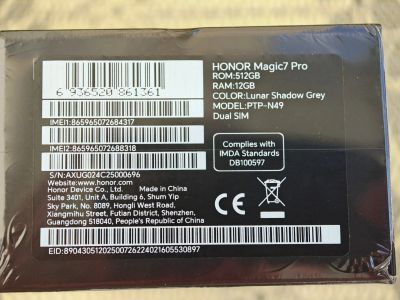 6 936520 861361
IMEI1:865965072684317
IMEI2:865965072688318
S/N:AXUG024C25000696
Website:www.honor.com
Honor Device Co., Ltd. Made in China
Suite 3401, Unit A, Building 6, Shum Yip
Sky Park, No. 8089, Hongli West Road,
Xiangmihu Street, Futian District, Shenzhen,
Guangdong 518040, People's Republic of China
EID:89043051202500726224021605530897
HONOR Magic7 Pro
ROM:512GB
RAM:12GB
COLOR:Lunar Shadow Grey
MODEL:PTP-N49
Dual SIM
Complies with
IMDA Standards
DB100597
CE